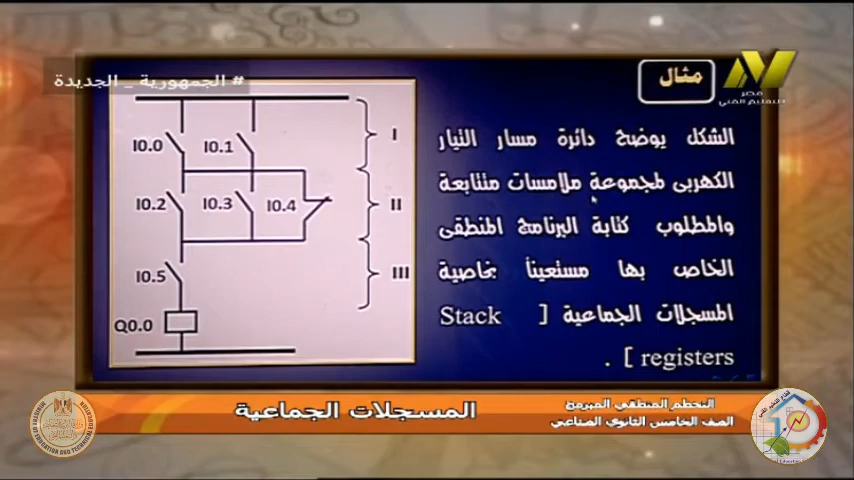 # الجمهورية _ الجديدة
مصر
التعليم الفني
مثال
الشكل يوضح دائرة مسار التيار
الكهربى لمجموعة ملامسات متتابعة
والمطلوب كتابة البرنامج المنطقى
الخاص بها مستعيناً بخاصية
المسجلات الجماعية [ Stack
registers ] .
I0.0
I0.1
I
I0.2
I0.3
I0.4
II
I0.5
III
Q0.0
المسجلات الجماعية
التحكم المنطقي المبرمج
الصف الخامس الثانوي الصناعي